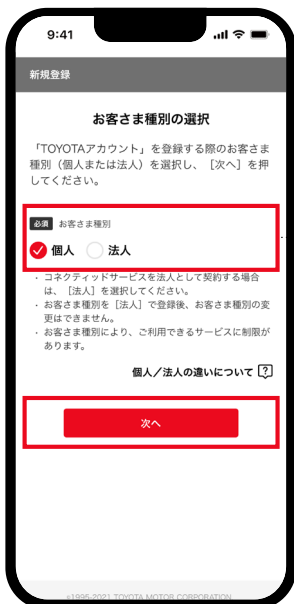 9:41
新規登録
お客さま種別の選択
「TOYOTAアカウント」を登録する際のお客さま
種別（個人または法人）を選択し、［次へ］を押
してください。
必須 お客さま種別
個人 法人
・コネクティッドサービスを法人として契約する場合
は、［法人］を選択してください。
・お客さま種別を［法人］で登録後、お客さま種別の変
更はできません。
・お客さま種別により、ご利用できるサービスに制限が
あります。
個人／法人の違いについて ?
次へ
©1995-2021 TOYOTA MOTOR CORPORATION